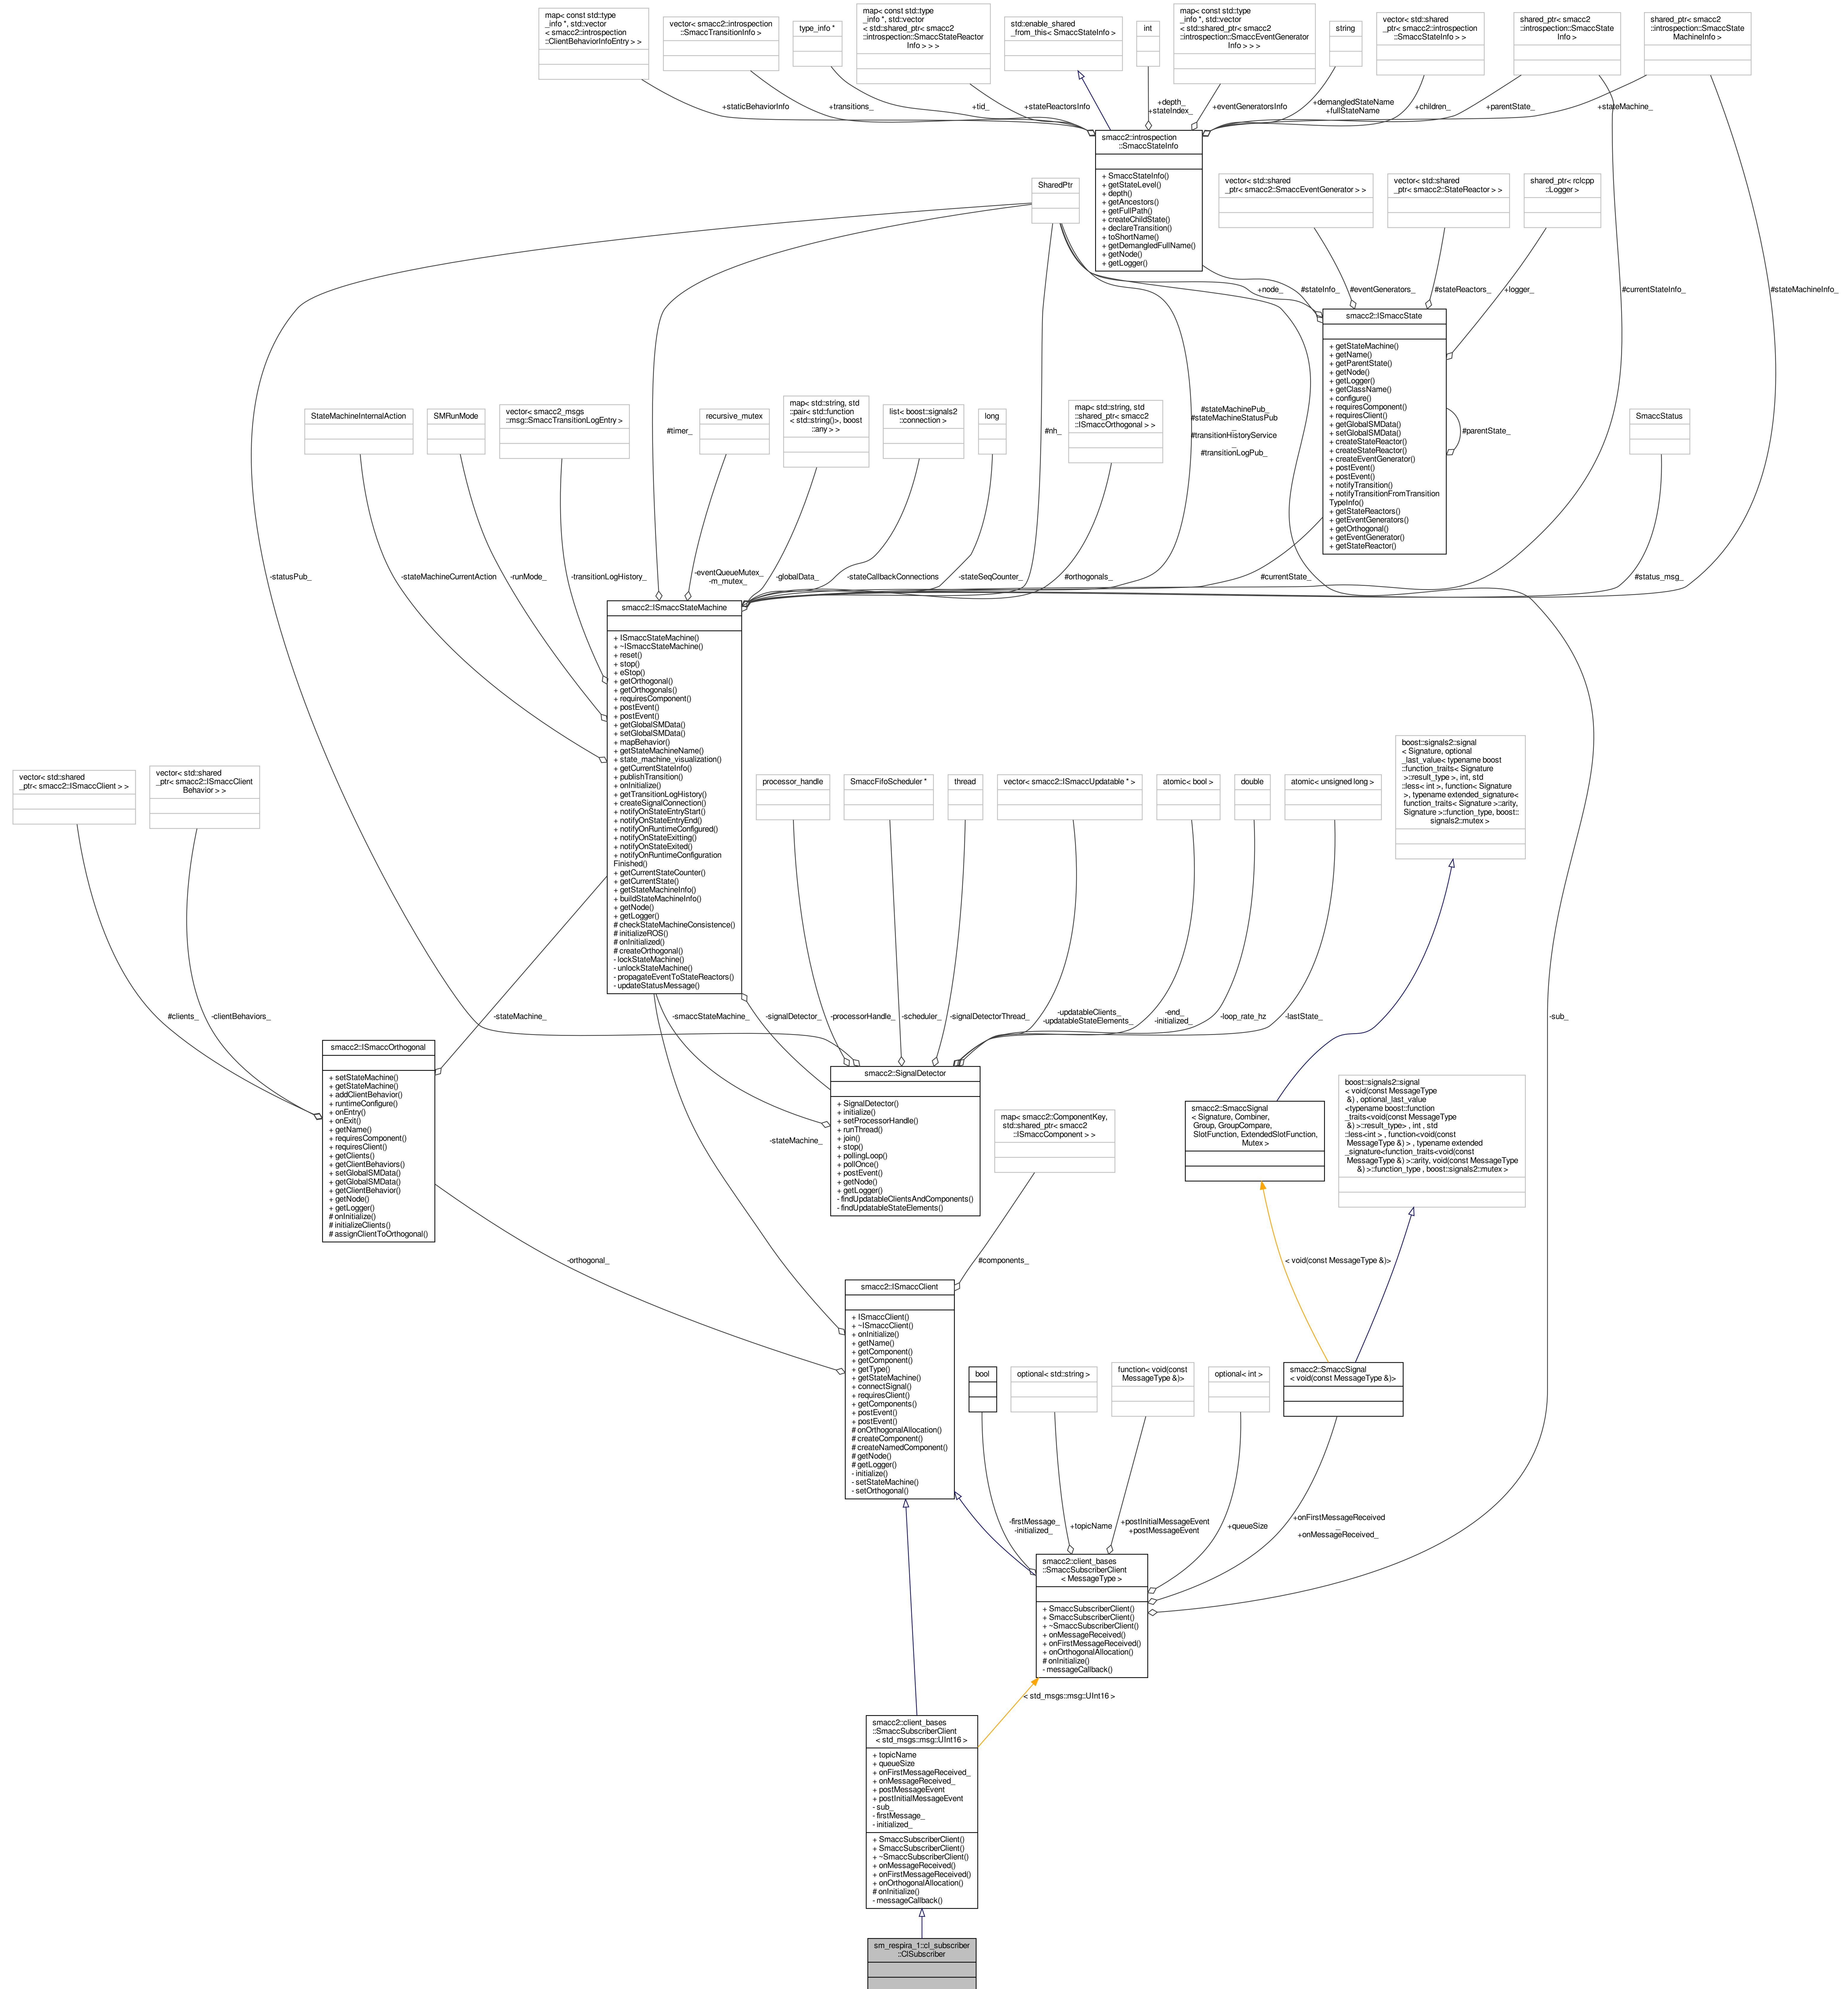 map< const std::type
_info *, std::vector
< smacc2::introspection
::ClientBehaviorInfoEntry > >
vector< smacc2::introspection
::SmaccTransitionInfo >
type_info *
map< const std::type
_info *, std::vector
< std::shared_ptr< smacc2
::introspection::SmaccStateReactor
Info > > >
std::enable_shared
_from_this< SmaccStateInfo >
int
map< const std::type
_info *, std::vector
< std::shared_ptr< smacc2
::introspection::SmaccEventGenerator
Info > > >
string
vector< std::shared
_ptr< smacc2::introspection
::SmaccStateInfo > >
shared_ptr< smacc2
::introspection::SmaccState
Info >
shared_ptr< smacc2
::introspection::SmaccState
MachineInfo >
+staticBehaviorInfo
+transitions_
+tid_
+stateReactorsInfo
+depth_
+stateIndex_
+eventGeneratorsInfo
+demangledStateName
+fullStateName
+children_
+parentState_
+stateMachine_
smacc2::introspection
::SmaccStateInfo
+ SmaccStateInfo()
+ getStateLevel()
+ depth()
+ getAncestors()
+ getFullPath()
+ createChildState()
+ declareTransition()
+ toShortName()
+ getDemangledFullName()
+ getNode()
+ getLogger()
SharedPtr
vector< std::shared
_ptr< smacc2::SmaccEventGenerator > >
vector< std::shared
_ptr< smacc2::StateReactor > >
shared_ptr< rclcpp
::Logger >
+node_
#stateInfo_
#eventGenerators_
#stateReactors_
+logger_
#currentStateInfo_
#stateMachineInfo_
smacc2::ISmaccState
+ getStateMachine()
+ getName()
+ getParentState()
+ getNode()
+ getLogger()
+ getClassName()
+ configure()
+ requiresComponent()
+ requiresClient()
+ getGlobalSMData()
+ setGlobalSMData()
+ createStateReactor()
+ createStateReactor()
+ createEventGenerator()
+ postEvent()
+ postEvent()
+ notifyTransition()
+ notifyTransitionFromTransition
TypeInfo()
+ getStateReactors()
+ getEventGenerators()
+ getOrthogonal()
+ getEventGenerator()
+ getStateReactor()
#parentState_
StateMachineInternalAction
SMRunMode
vector< smacc2_msgs
::msg::SmaccTransitionLogEntry >
#timer_
recursive_mutex
map< std::string, std
::pair< std::function
< std::string()>, boost
::any > >
list< boost::signals2
::connection >
long
#nh_
map< std::string, std
::shared_ptr< smacc2
::ISmaccOrthogonal > >
#stateMachinePub_
#stateMachineStatusPub
_
#transitionHistoryService
_
#transitionLogPub_
SmaccStatus
-statusPub_
-stateMachineCurrentAction
-runMode_
-transitionLogHistory_
-eventQueueMutex_
-m_mutex_
-globalData_
-stateCallbackConnections
-stateSeqCounter_
#orthogonals_
#currentState_
#status_msg_
smacc2::ISmaccStateMachine
+ ISmaccStateMachine()
+ ~ISmaccStateMachine()
+ reset()
+ stop()
+ eStop()
+ getOrthogonal()
+ getOrthogonals()
+ requiresComponent()
+ postEvent()
+ postEvent()
+ getGlobalSMData()
+ setGlobalSMData()
+ mapBehavior()
+ getStateMachineName()
+ state_machine_visualization()
+ getCurrentStateInfo()
+ publishTransition()
+ onInitialize()
+ getTransitionLogHistory()
+ createSignalConnection()
+ notifyOnStateEntryStart()
+ notifyOnStateEntryEnd()
+ notifyOnRuntimeConfigured()
+ notifyOnStateExitting()
+ notifyOnStateExited()
+ notifyOnRuntimeConfiguration
Finished()
+ getCurrentStateCounter()
+ getCurrentState()
+ getStateMachineInfo()
+ buildStateMachineInfo()
+ getNode()
+ getLogger()
# checkStateMachineConsistence()
# initializeROS()
# onInitialized()
# createOrthogonal()
- lockStateMachine()
- unlockStateMachine()
- propagateEventToStateReactors()
- updateStatusMessage()
vector< std::shared
_ptr< smacc2::ISmaccClient > >
vector< std::shared
_ptr< smacc2::ISmaccClient
Behavior > >
processor_handle
SmaccFifoScheduler *
thread
vector< smacc2::ISmaccUpdatable * >
atomic< bool >
double
atomic< unsigned long >
boost::signals2::signal
< Signature, optional
_last_value< typename boost
::function_traits< Signature
>::result_type >, int, std
::less< int >, function< Signature
>, typename extended_signature<
function_traits< Signature >::arity,
Signature >::function_type, boost::
signals2::mutex >
#clients_
-clientBehaviors_
-stateMachine_
-smaccStateMachine_
-signalDetector_
-processorHandle_
-scheduler_
-signalDetectorThread_
-updatableClients_
-updatableStateElements_
-end_
-initialized_
-loop_rate_hz
-lastState_
-sub_
smacc2::ISmaccOrthogonal
+ setStateMachine()
+ getStateMachine()
+ addClientBehavior()
+ runtimeConfigure()
+ onEntry()
+ onExit()
+ getName()
+ requiresComponent()
+ requiresClient()
+ getClients()
+ getClientBehaviors()
+ setGlobalSMData()
+ getGlobalSMData()
+ getClientBehavior()
+ getNode()
+ getLogger()
# onInitialize()
# initializeClients()
# assignClientToOrthogonal()
smacc2::SignalDetector
+ SignalDetector()
+ initialize()
+ setProcessorHandle()
+ runThread()
+ join()
+ stop()
+ pollingLoop()
+ pollOnce()
+ postEvent()
+ getNode()
+ getLogger()
- findUpdatableClientsAndComponents()
- findUpdatableStateElements()
-stateMachine_
map< smacc2::ComponentKey,
std::shared_ptr< smacc2
::ISmaccComponent > >
smacc2::SmaccSignal
< Signature, Combiner,
Group, GroupCompare,
SlotFunction, ExtendedSlotFunction,
Mutex >
boost::signals2::signal
< void(const MessageType
&) , optional_last_value
<typename boost::function
_traits<void(const MessageType
&) >::result_type> , int , std
::less<int > , function<void(const
MessageType &) > , typename extended
_signature<function_traits<void(const
MessageType &) >::arity, void(const MessageType
&) >::function_type , boost::signals2::mutex >
-orthogonal_
#components_
< void(const MessageType &)>
smacc2::ISmaccClient
+ ISmaccClient()
+ ~ISmaccClient()
+ onInitialize()
+ getName()
+ getComponent()
+ getComponent()
+ getType()
+ getStateMachine()
+ connectSignal()
+ requiresClient()
+ getComponents()
+ postEvent()
+ postEvent()
# onOrthogonalAllocation()
# createComponent()
# createNamedComponent()
# getNode()
# getLogger()
- initialize()
- setStateMachine()
- setOrthogonal()
bool
optional< std::string >
function< void(const
MessageType &)>
optional< int >
smacc2::SmaccSignal
< void(const MessageType &)>
-firstMessage_
-initialized_
+topicName
+postInitialMessageEvent
+postMessageEvent
+queueSize
+onFirstMessageReceived
_
+onMessageReceived_
smacc2::client_bases
::SmaccSubscriberClient
< MessageType >
+ SmaccSubscriberClient()
+ SmaccSubscriberClient()
+ ~SmaccSubscriberClient()
+ onMessageReceived()
+ onFirstMessageReceived()
+ onOrthogonalAllocation()
# onInitialize()
- messageCallback()
< std_msgs::msg::UInt16 >
smacc2::client_bases
::SmaccSubscriberClient
< std_msgs::msg::UInt16 >
+ topicName
+ queueSize
+ onFirstMessageReceived_
+ onMessageReceived_
+ postMessageEvent
+ postInitialMessageEvent
- sub_
- firstMessage_
- initialized_
+ SmaccSubscriberClient()
+ SmaccSubscriberClient()
+ ~SmaccSubscriberClient()
+ onMessageReceived()
+ onFirstMessageReceived()
+ onOrthogonalAllocation()
# onInitialize()
- messageCallback()
sm_respira_1::cl_subscriber
::ClSubscriber